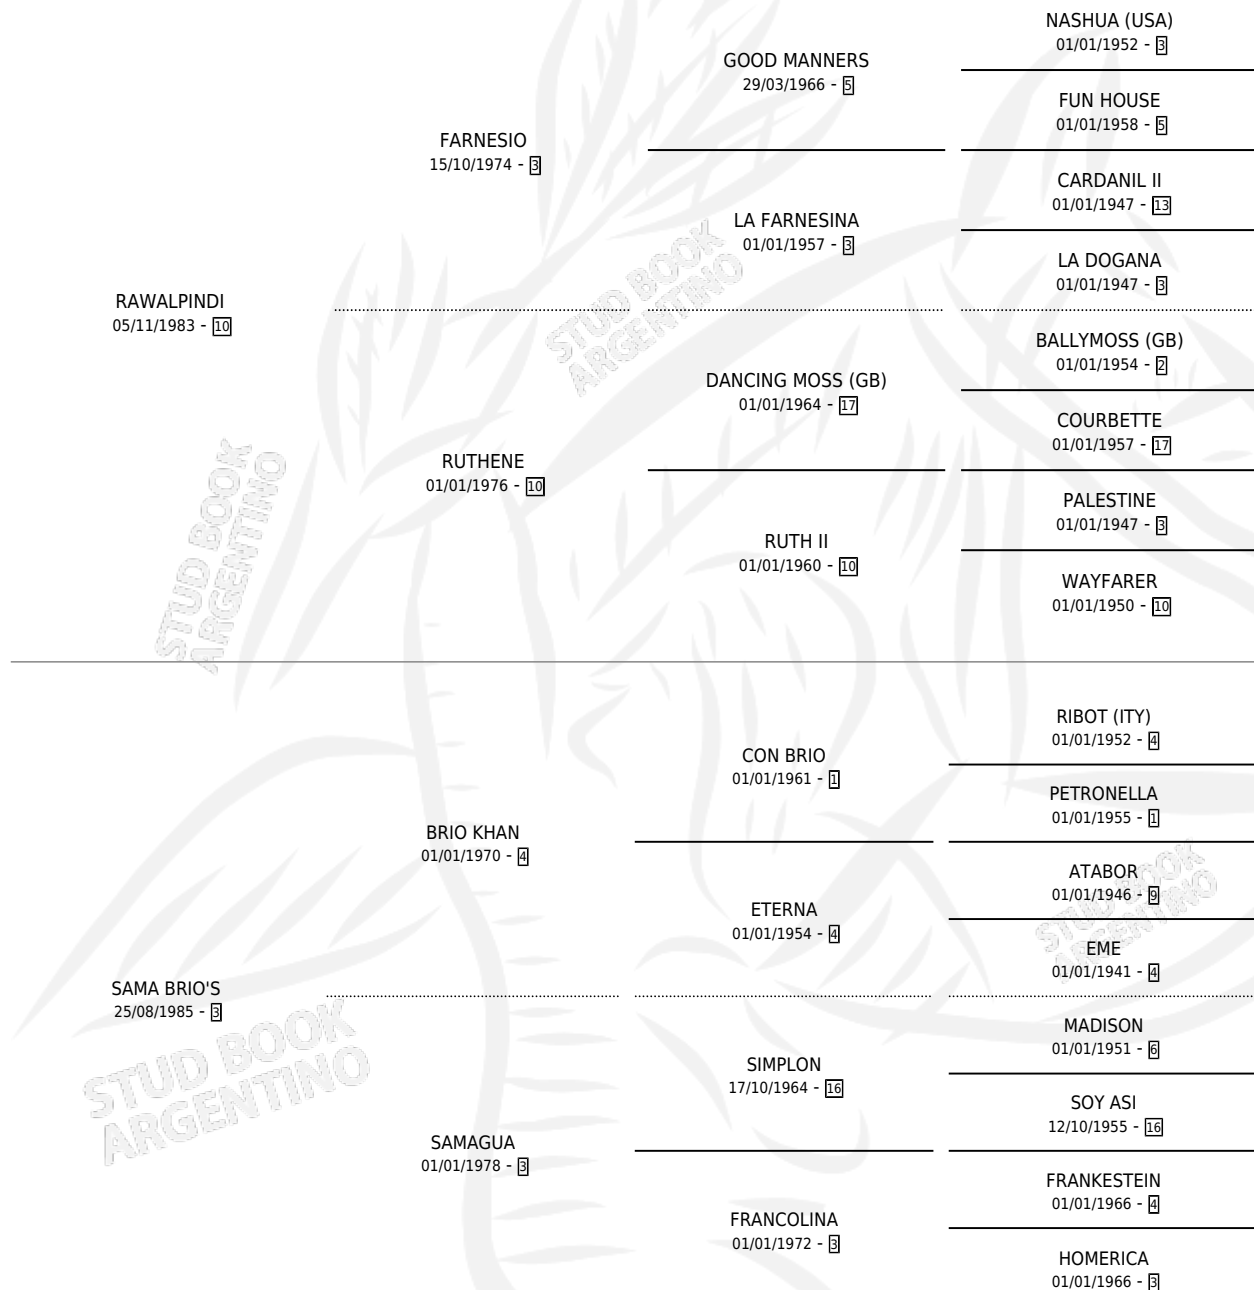 NASHUA (USA)
01/01/1952 - 3
GOOD MANNERS
29/03/1966 - 5
FUN HOUSE
01/01/1958 - 5
FARNESIO
15/10/1974 - 3
CARDANIL II
01/01/1947 - 13
LA FARNESINA
01/01/1957 - 3
LA DOGANA
01/01/1947 - 3
RAWALPINDI
05/11/1983 - 10
BALLYMOSS (GB)
01/01/1954 - 2
DANCING MOSS (GB)
01/01/1964 - 17
COURBETTE
01/01/1957 - 17
RUTHENE
01/01/1976 - 10
PALESTINE
01/01/1947 - 3
RUTH II
01/01/1960 - 10
WAYFARER
01/01/1950 - 10
RIBOT (ITY)
01/01/1952 - 4
CON BRIO
01/01/1961 - 1
PETRONELLA
01/01/1955 - 1
BRIO KHAN
01/01/1970 - 4
ATABOR
01/01/1946 - 9
ETERNA
01/01/1954 - 4
EME
01/01/1941 - 4
SAMA BRIO'S
25/08/1985 - 3
MADISON
01/01/1951 - 6
SIMPLON
17/10/1964 - 16
SOY ASI
12/10/1955 - 16
SAMAGUA
01/01/1978 - 3
FRANKESTEIN
01/01/1966 - 4
FRANCOLINA
01/01/1972 - 3
HOMERICA
01/01/1966 - 3
STUD BOOK
ARGENTINO
STUD BOOK
ARGENTINO
STUD BOOK
ARGENTINO
STUD BOOK
ARGENTINO